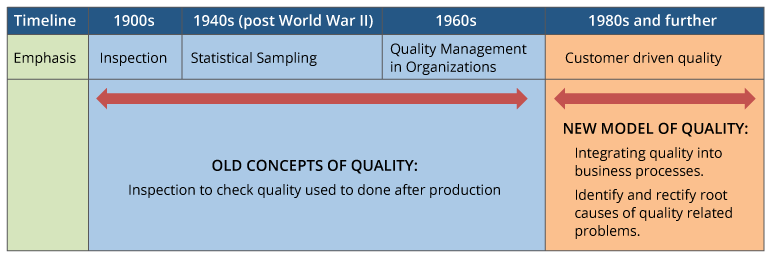 Timeline 1900s 1940s (post World War II) 1960s 1980s and further
Emphasis Inspection Statistical Sampling Quality Management Customer driven quality
in Organizations
NEW MODEL OF QUALITY:
Integrating quality into
business processes.
OLD CONCEPTS OF QUALITY:
Inspection to check quality used to done after production
Identify and rectify root
causes of quality related
problems.